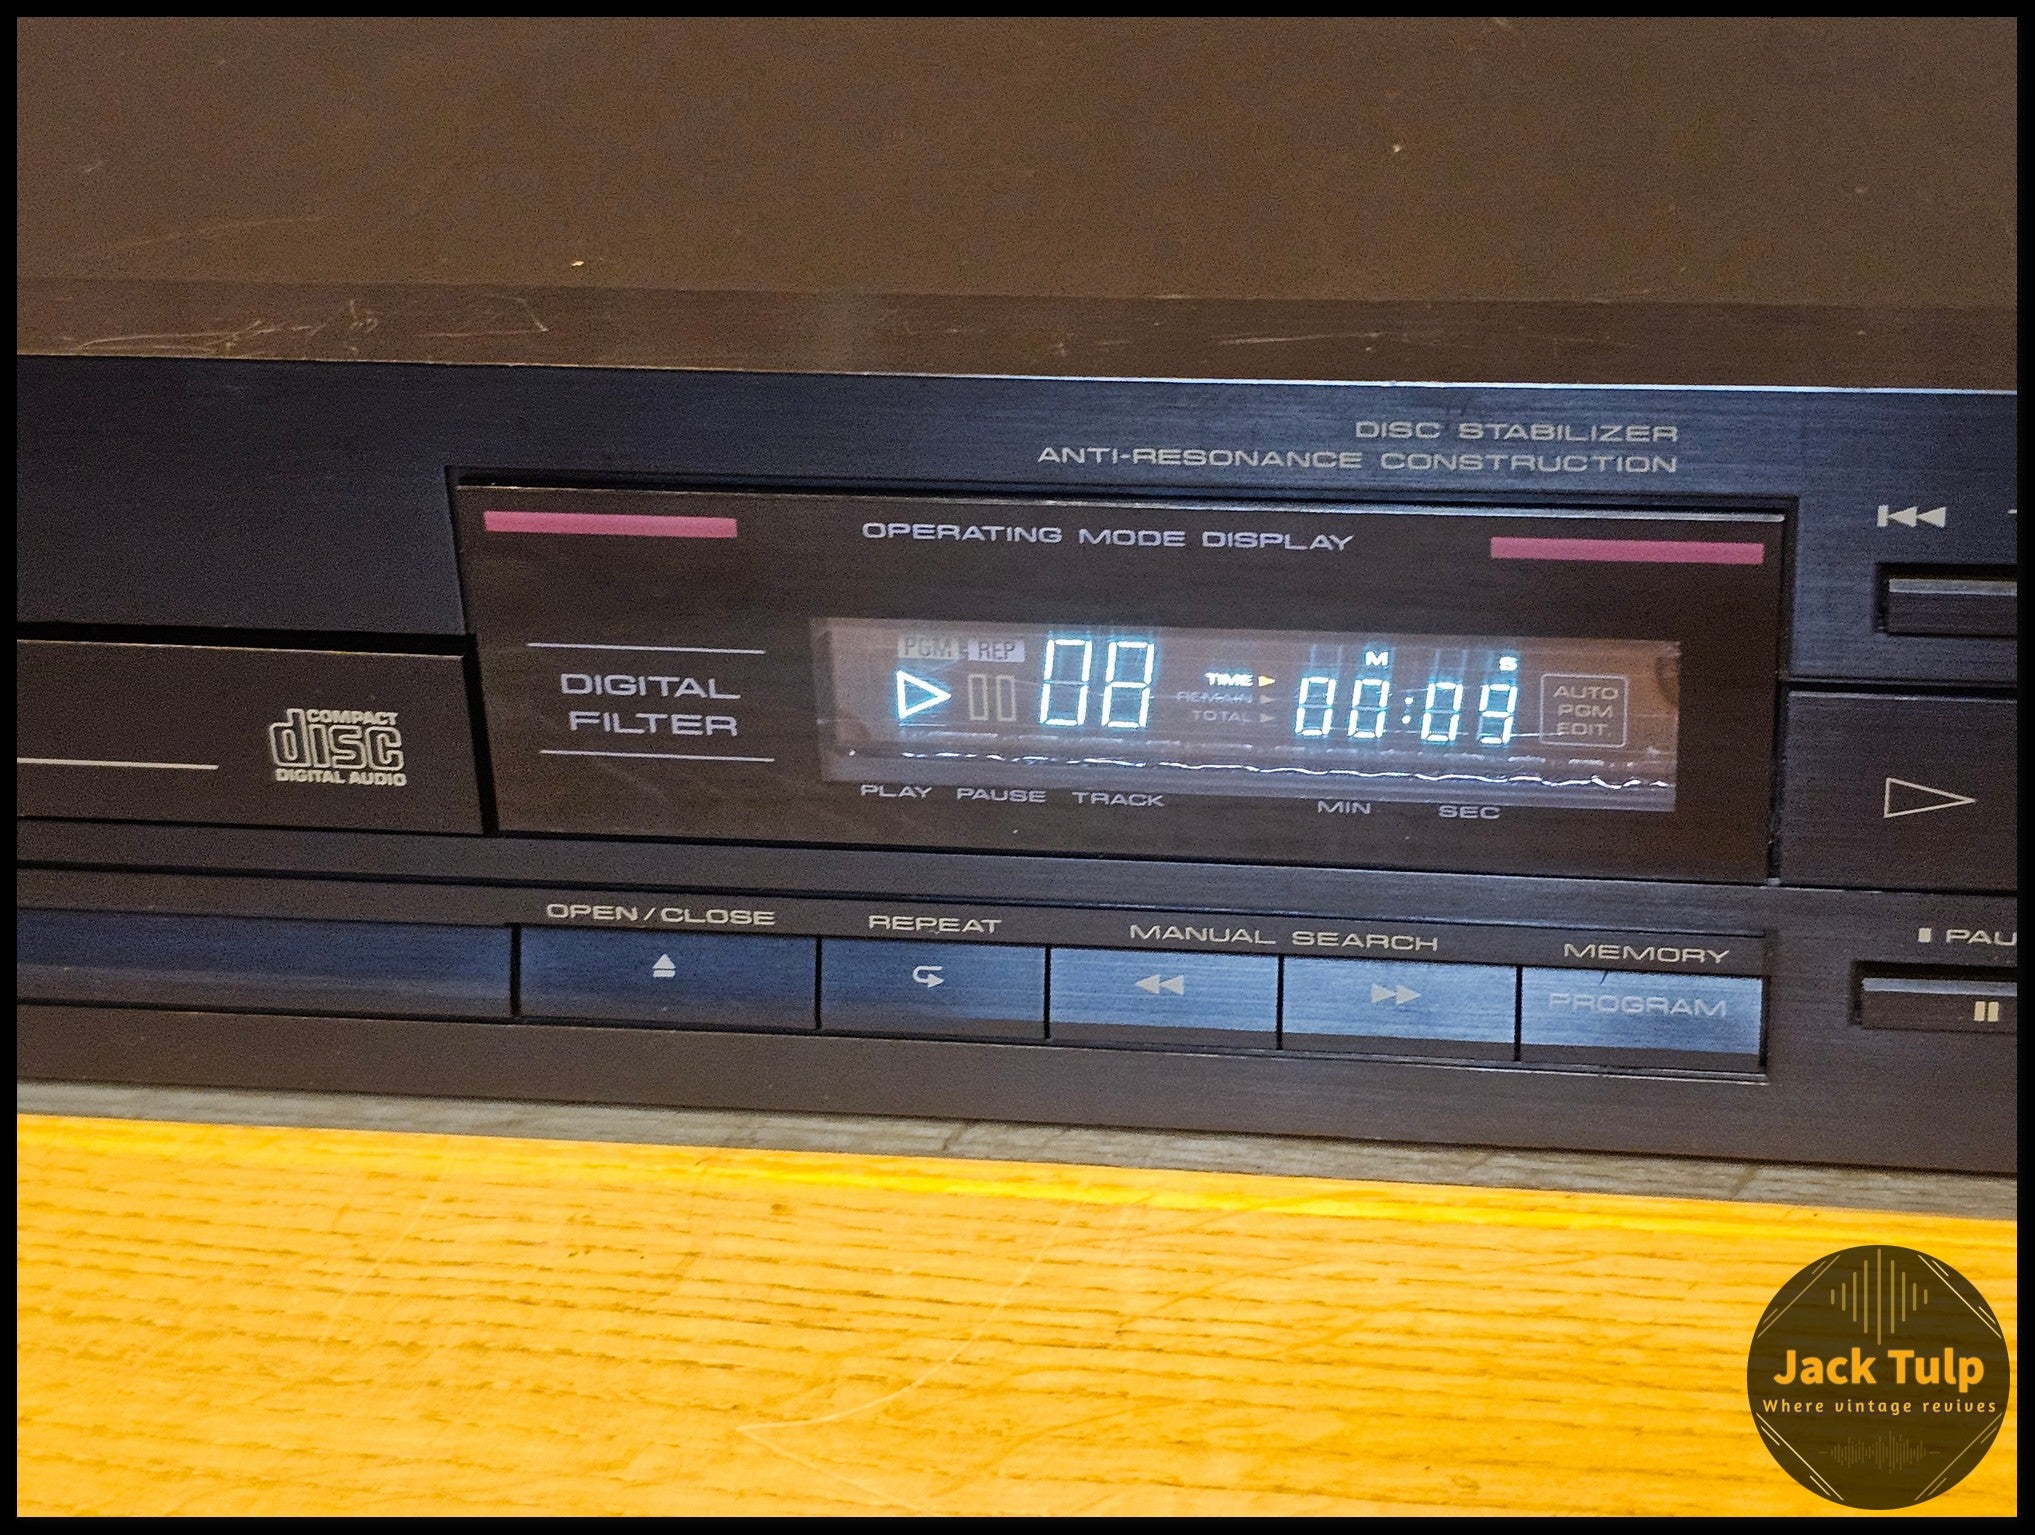 DISC STABILIZER
ANTI-RESONANCE CONSTRUCTION
OPERATING MODE DISPLAY
DIGITAL
FILTER
COMPACT
disc
DIGITAL AUDIO
PGM REP
08
TIME
REMAIN
TOTAL
M S
00:09
AUTO
PGM
EDIT.
PLAY PAUSE TRACK MIN SEC
OPEN/CLOSE REPEAT MANUAL SEARCH MEMORY
PROGRAM
PAU
Jack Tulp
Where vintage revives